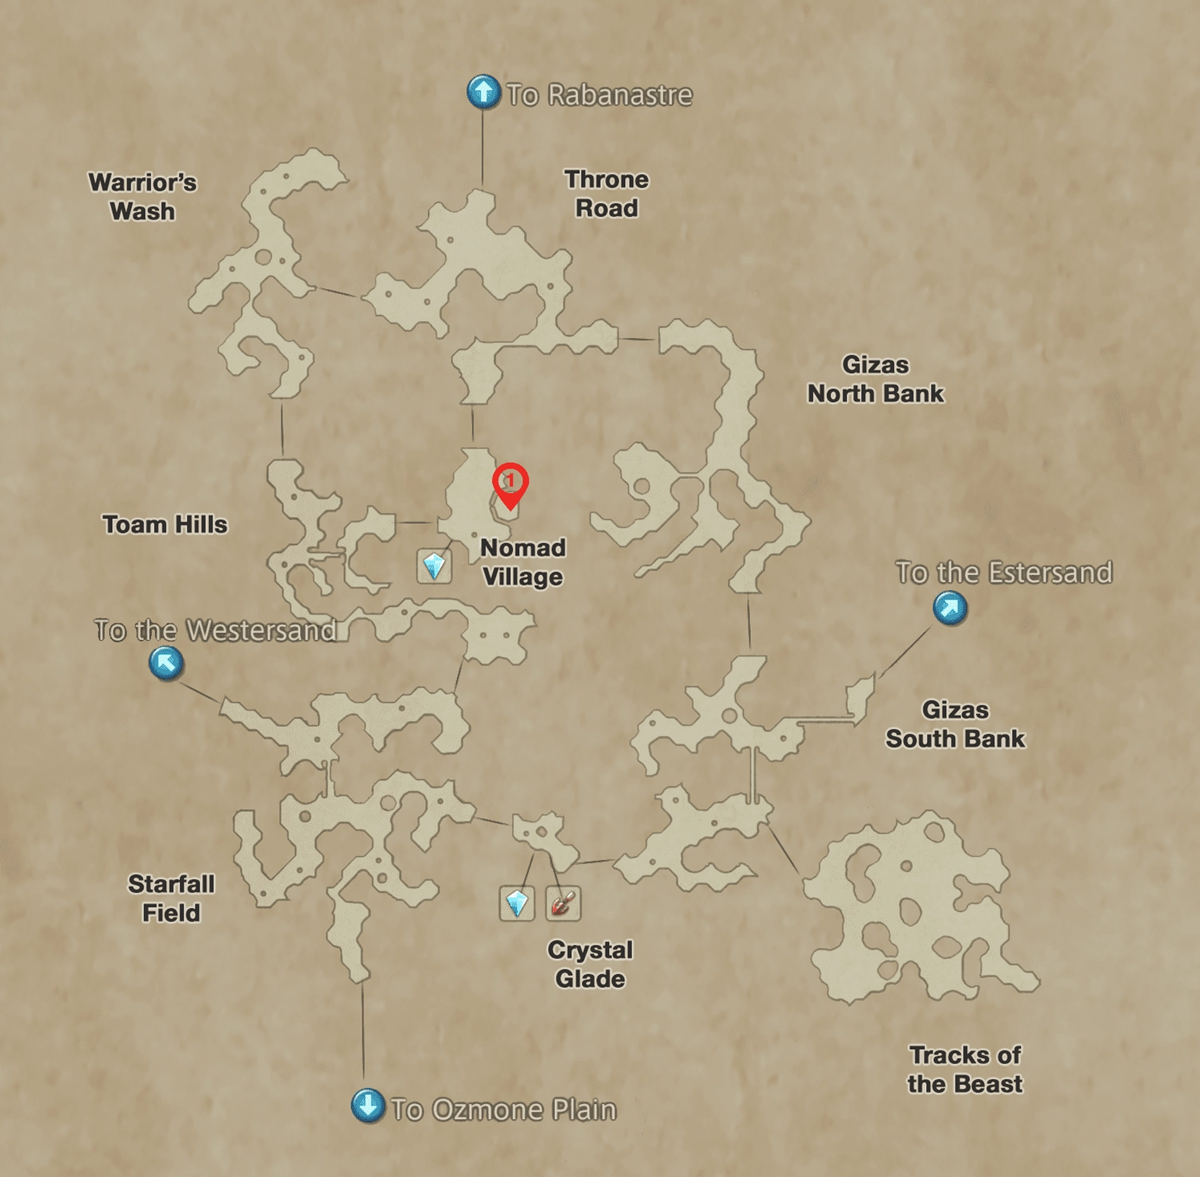 To Rabanastre
Warrior's
Wash
Throne
Road
Gizas
North Bank
1
Toam Hills
Nomad
Village
To the Estersand
To the Westersand
Gizas
South Bank
Starfall
Field
Crystal
Glade
Tracks of
the Beast
To Ozmone Plain